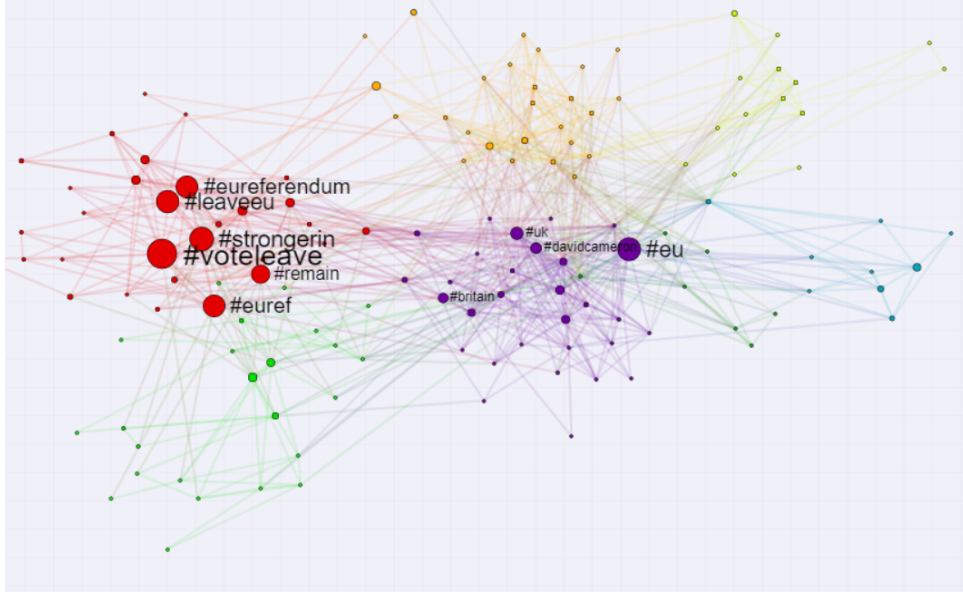 #eureferendum
#leaveeu
#strongerin
#voteleave
#remain
#euref
#uk
#davidcameron
#eu
#britain